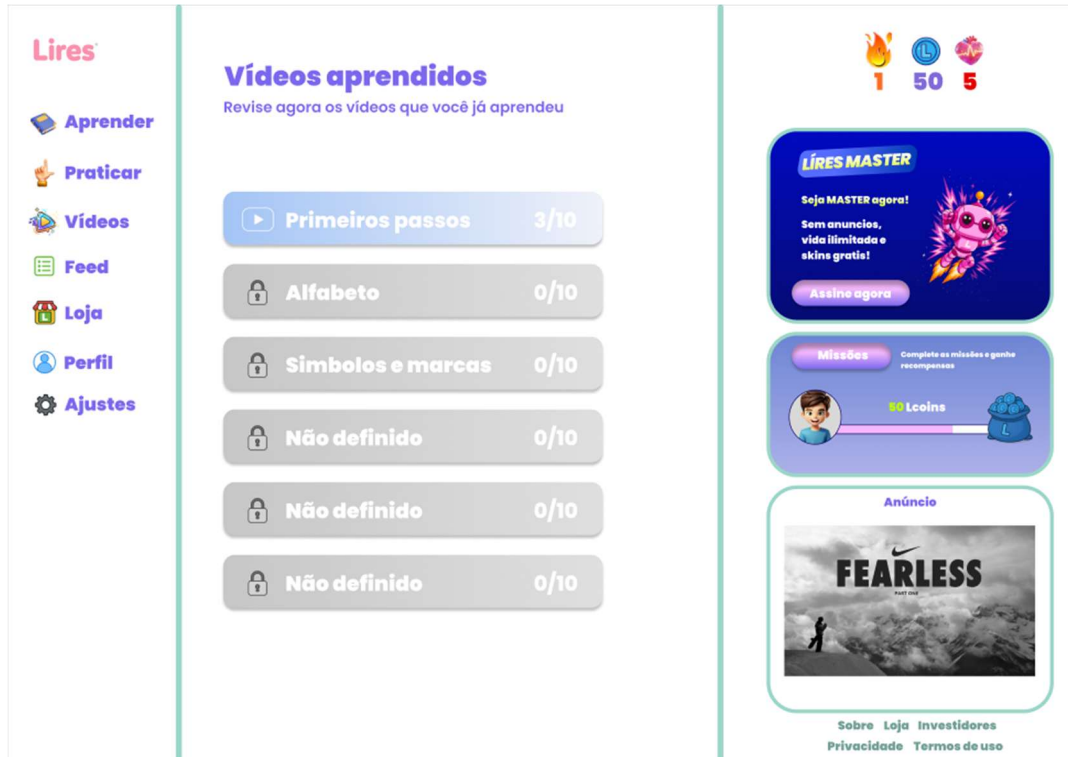 Lires
Aprender
Praticar
Vídeos
Feed
Loja
Perfil
Ajustes
Vídeos aprendidos
Revise agora os vídeos que você já aprendeu
Primeiros passos 3/10
Alfabeto 0/10
Simbolos e marcas 0/10
Não definido 0/10
Não definido 0/10
Não definido 0/10
1 50 5
LÍRES MASTER
Seja MASTER agora!
Sem anuncios,
vida ilimitada e
skins gratis!
Assine agora
Missões
Complete as missões e ganhe
recompensas
50 Lcoins
Anúncio
FEARLESS
PART ONE
Sobre Loja Investidores
Privacidade Termos de uso